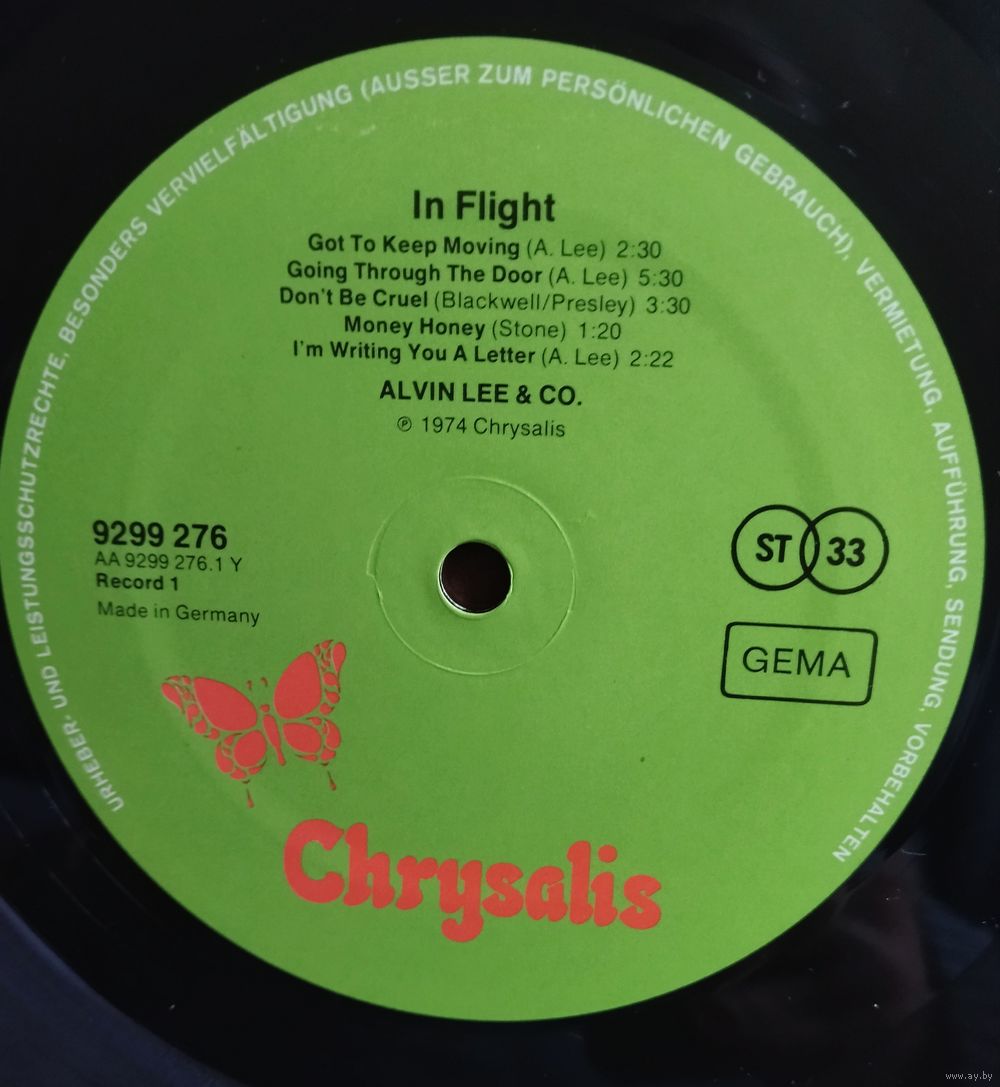 URHEBER- UND LEISTUNGSSCHUTZRECHTE, BESONDERS VERVIELFÄLTIGUNG (AUSSER ZUM PERSÖNLICHEN GEBRAUCH), VERMIETUNG, AUFFÜHRUNG, SENDUNG, VORBEHALTEN
In Flight
Got To Keep Moving (A. Lee) 2:30
Going Through The Door (A. Lee) 5:30
Don't Be Cruel (Blackwell/Presley) 3:30
Money Honey (Stone) 1:20
I'm Writing You A Letter (A. Lee) 2:22
ALVIN LEE & CO.
℗ 1974 Chrysalis
9299 276
AA 9299 276.1 Y
Record 1
Made in Germany
ST 33
GEMA
Chrysalis
www.ay.by